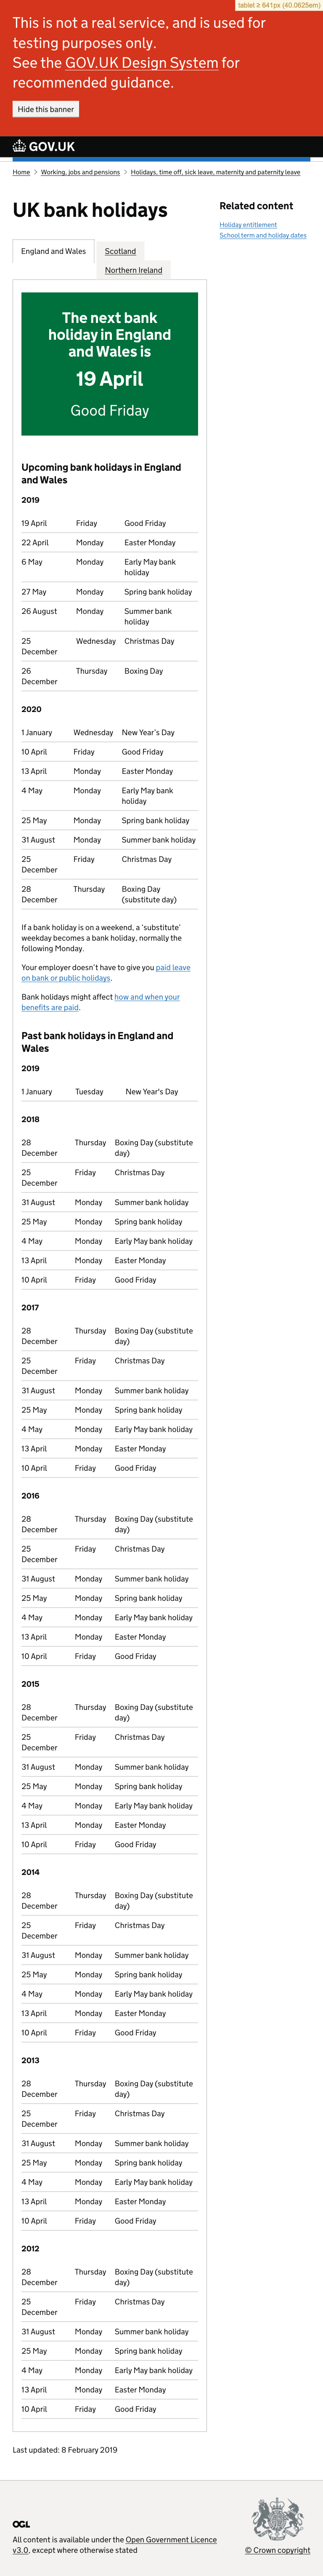 tablet ≥ 641px (40.0625em)
This is not a real service, and is used for
testing purposes only.
See the GOV.UK Design System for
recommended guidance.
Hide this banner
GOV.UK
Home > Working, jobs and pensions > Holidays, time off, sick leave, maternity and paternity leave
UK bank holidays
England and Wales
Scotland
Northern Ireland
The next bank
holiday in England
and Wales is
19 April
Good Friday
Upcoming bank holidays in England
and Wales
2019
19 April Friday Good Friday
22 April Monday Easter Monday
6 May Monday Early May bank
holiday
27 May Monday Spring bank holiday
26 August Monday Summer bank
holiday
25 Wednesday Christmas Day
December
26 Thursday Boxing Day
December
2020
1 January Wednesday New Year's Day
10 April Friday Good Friday
13 April Monday Easter Monday
4 May Monday Early May bank
holiday
25 May Monday Spring bank holiday
31 August Monday Summer bank holiday
25 Friday Christmas Day
December
28 Thursday Boxing Day
December (substitute day)
If a bank holiday is on a weekend, a 'substitute'
weekday becomes a bank holiday, normally the
following Monday.
Your employer doesn't have to give you paid leave
on bank or public holidays.
Bank holidays might affect how and when your
benefits are paid.
Past bank holidays in England and
Wales
2019
1 January Tuesday New Year's Day
2018
28 Thursday Boxing Day (substitute
December day)
25 Friday Christmas Day
December
31 August Monday Summer bank holiday
25 May Monday Spring bank holiday
4 May Monday Early May bank holiday
13 April Monday Easter Monday
10 April Friday Good Friday
2017
28 Thursday Boxing Day (substitute
December day)
25 Friday Christmas Day
December
31 August Monday Summer bank holiday
25 May Monday Spring bank holiday
4 May Monday Early May bank holiday
13 April Monday Easter Monday
10 April Friday Good Friday
2016
28 Thursday Boxing Day (substitute
December day)
25 Friday Christmas Day
December
31 August Monday Summer bank holiday
25 May Monday Spring bank holiday
4 May Monday Early May bank holiday
13 April Monday Easter Monday
10 April Friday Good Friday
2015
28 Thursday Boxing Day (substitute
December day)
25 Friday Christmas Day
December
31 August Monday Summer bank holiday
25 May Monday Spring bank holiday
4 May Monday Early May bank holiday
13 April Monday Easter Monday
10 April Friday Good Friday
2014
28 Thursday Boxing Day (substitute
December day)
25 Friday Christmas Day
December
31 August Monday Summer bank holiday
25 May Monday Spring bank holiday
4 May Monday Early May bank holiday
13 April Monday Easter Monday
10 April Friday Good Friday
2013
28 Thursday Boxing Day (substitute
December day)
25 Friday Christmas Day
December
31 August Monday Summer bank holiday
25 May Monday Spring bank holiday
4 May Monday Early May bank holiday
13 April Monday Easter Monday
10 April Friday Good Friday
2012
28 Thursday Boxing Day (substitute
December day)
25 Friday Christmas Day
December
31 August Monday Summer bank holiday
25 May Monday Spring bank holiday
4 May Monday Early May bank holiday
13 April Monday Easter Monday
10 April Friday Good Friday
Last updated: 8 February 2019
Related content
Holiday entitlement
School term and holiday dates
OGL
All content is available under the Open Government Licence
v3.0, except where otherwise stated
© Crown copyright